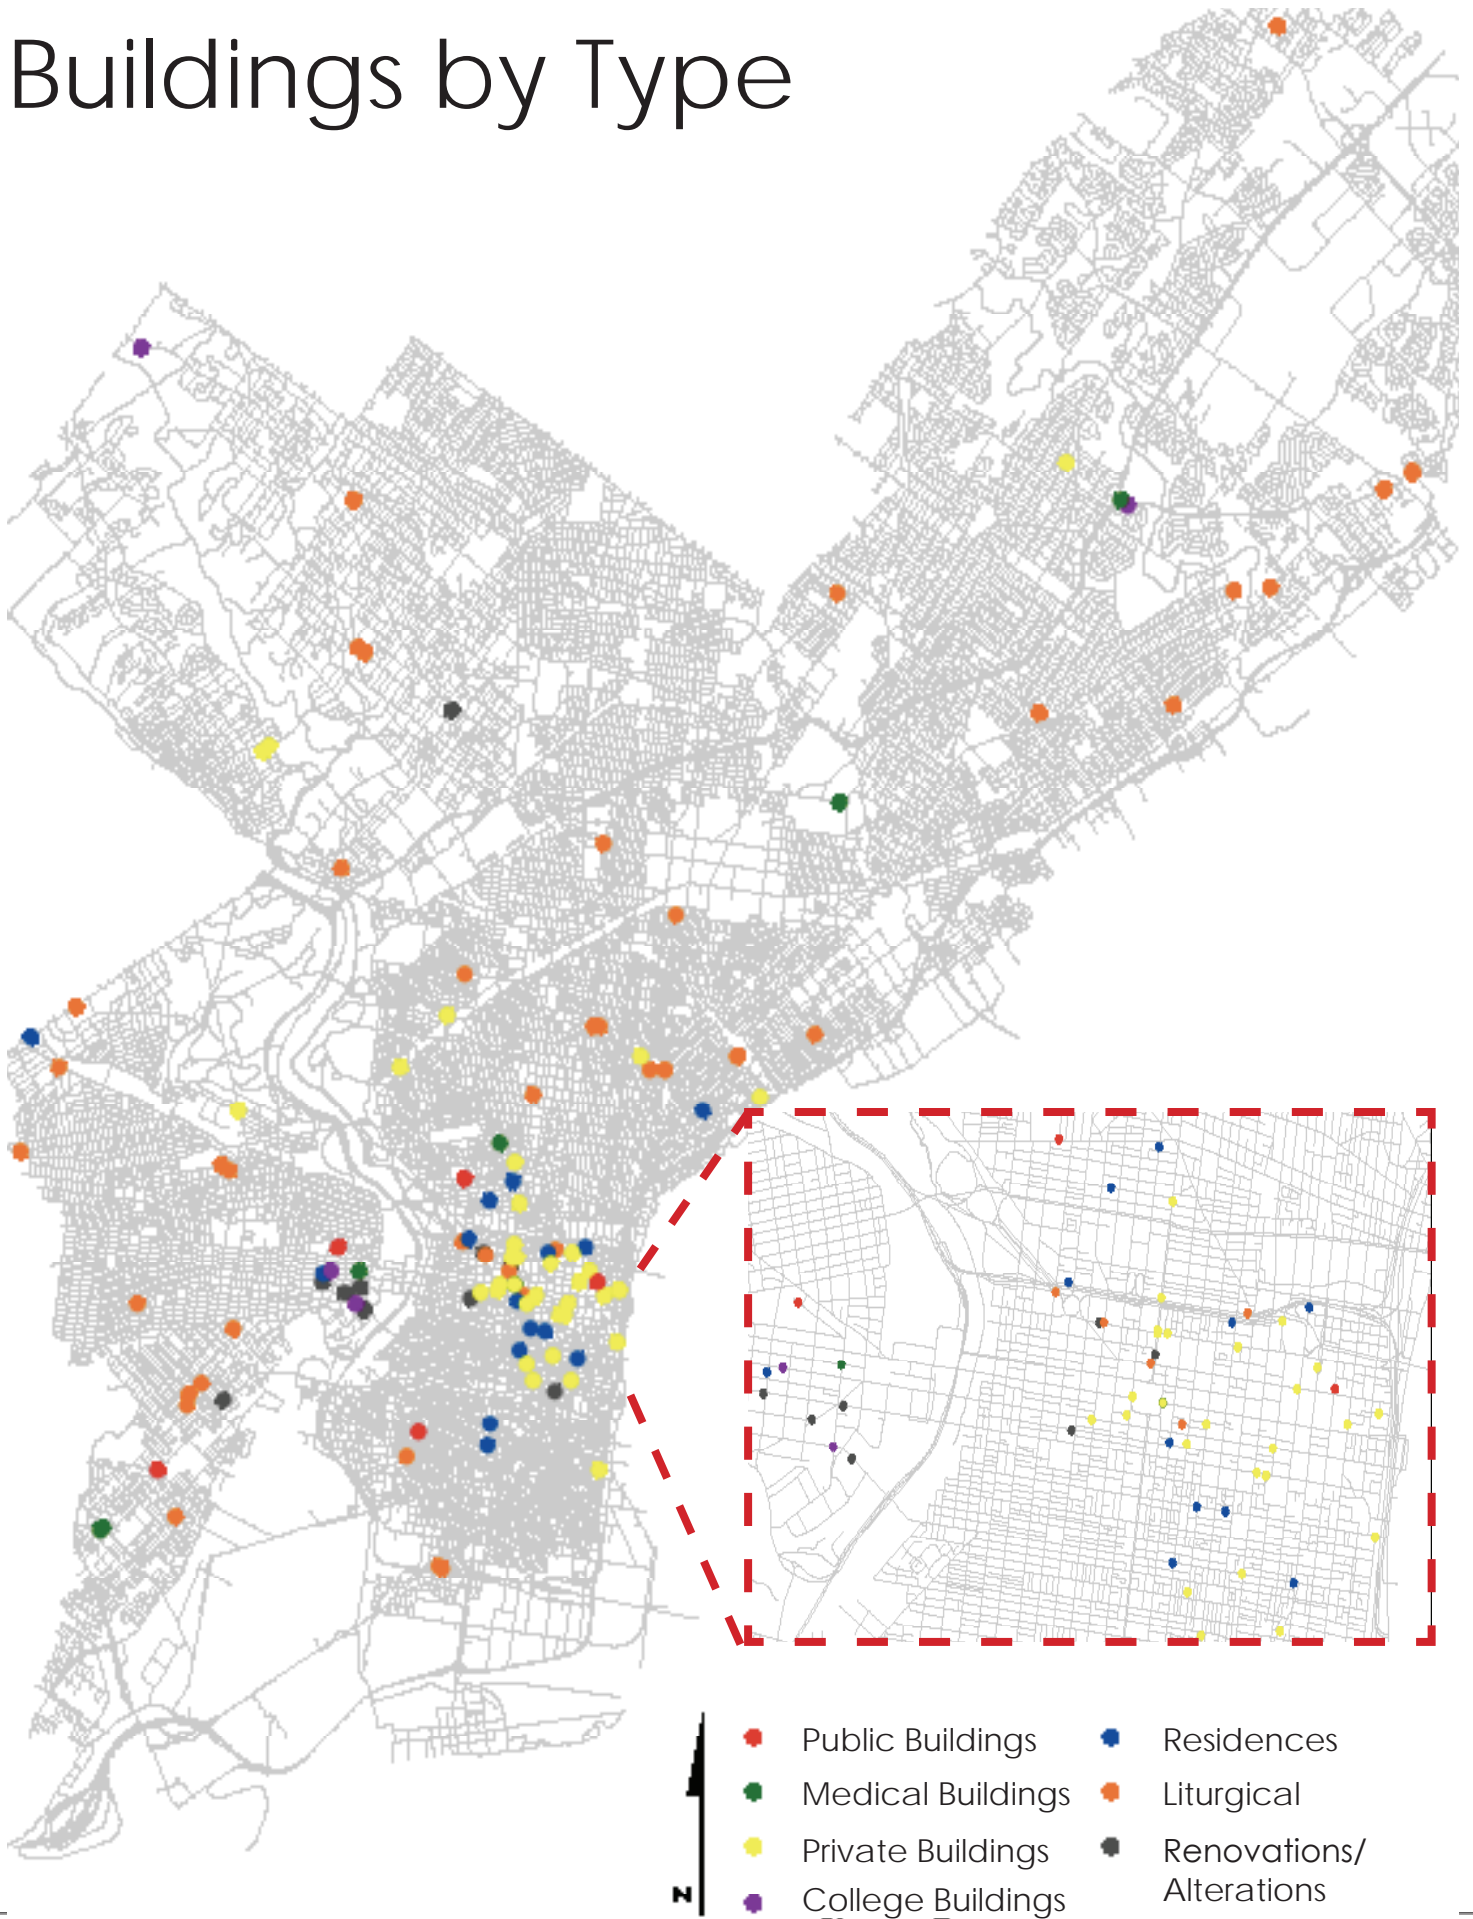 Buildings by Type
Public Buildings
Medical Buildings
Private Buildings
College Buildings
Residences
Liturgical
Renovations/
Alterations
N